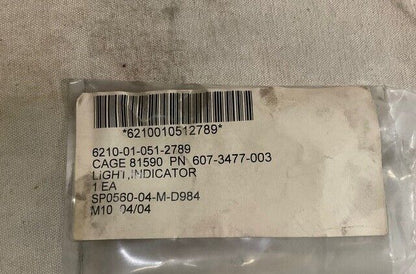 *6210010512789*
6210-01-051-2789
CAGE 81590 PN 607-3477-003
LIGHT,INDICATOR
1 EA
SP0560-04-M-D984
M10 04/04